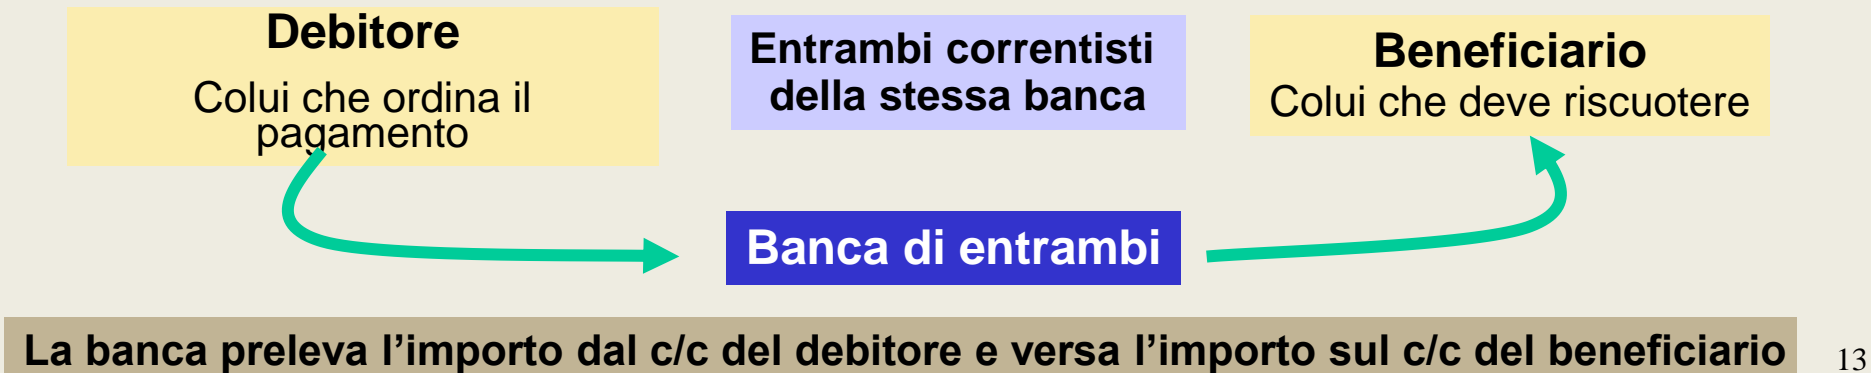 Debitore
Colui che ordina il
pagamento
Entrambi correntisti
della stessa banca
Beneficiario
Colui che deve riscuotere
Banca di entrambi
La banca preleva l’importo dal c/c del debitore e versa l’importo sul c/c del beneficiario
13